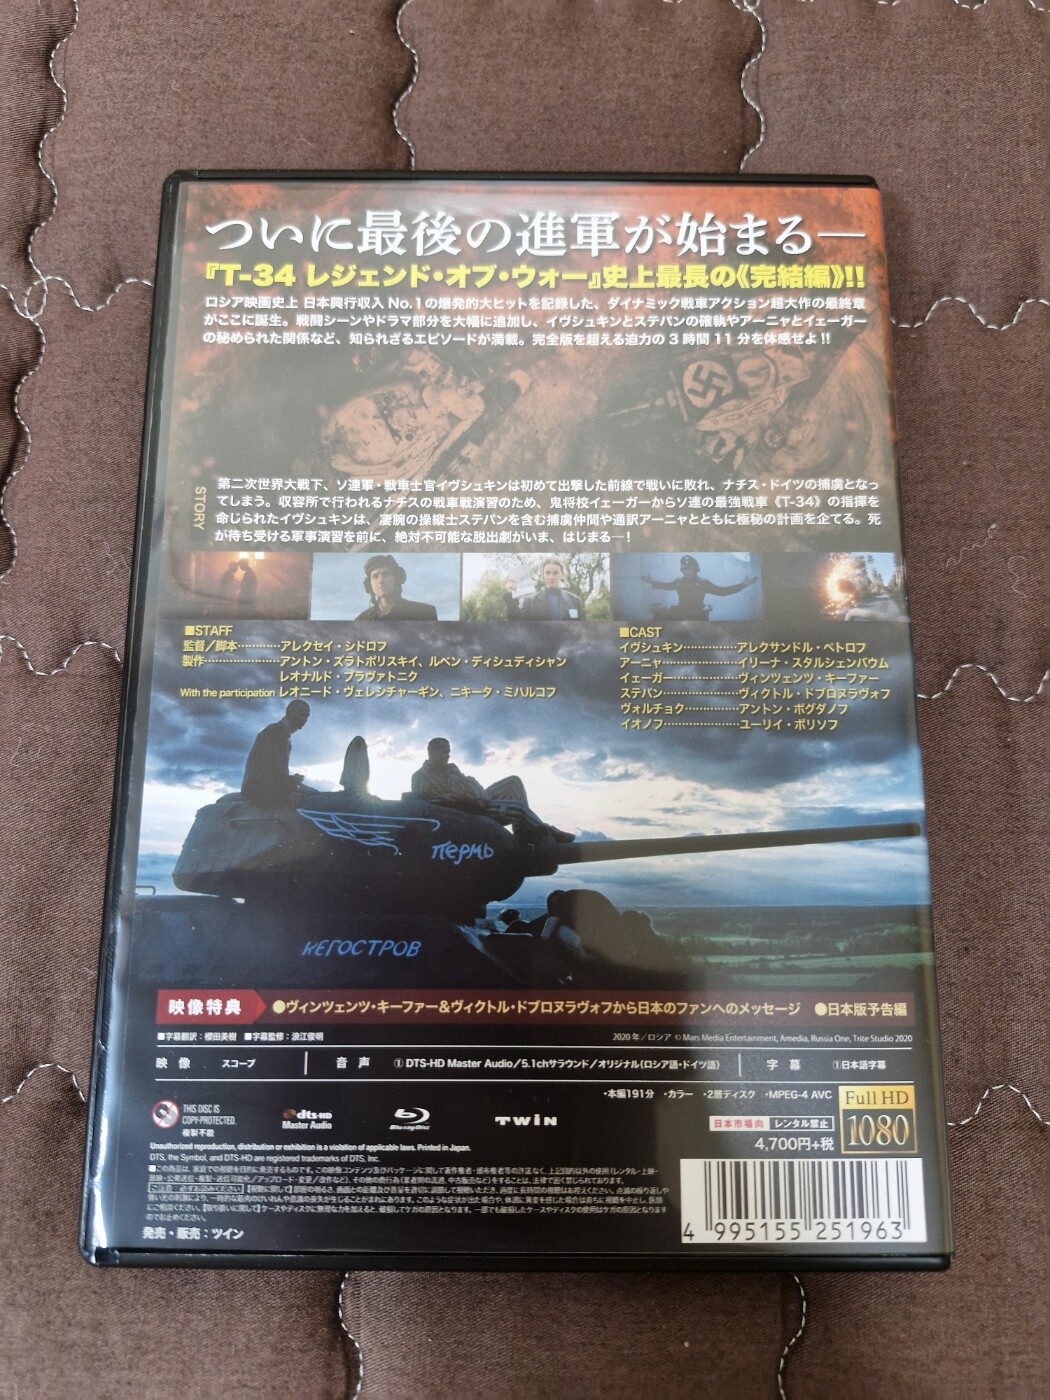 ついに最後の進軍が始まる―
『T-34 レジェンド・オブ・ウォー』史上最長の《完結編》!!
ロシア映画史上 日本興行収入 No.1の爆発的大ヒットを記録した、ダイナミック戦車アクション超大作の最終章
がここに誕生。戦闘シーンやドラマ部分を大幅に追加し、イヴシュキンとステパンの確執やアーニャとイェーガー
の秘められた関係など、知られざるエピソードが満載。完全版を超える迫力の 3 時間 11 分を体感せよ!!
STORY
第二次世界大戦下、ソ連軍・戦車士官イヴシュキンは初めて出撃した前線で戦いに敗れ、ナチス・ドイツの捕虜となっ
てしまう。収容所で行われるナチスの戦車戦演習のため、鬼将校イェーガーからソ連の最強戦車《T-34》の指揮を
命じられたイヴシュキンは、凄腕の操縦士ステパンを含む捕虜仲間や通訳アーニャとともに極秘の計画を企てる。死
が待ち受ける軍事演習を前に、絶対不可能な脱出劇がいま、はじまる―!
■STAFF
監督/脚本…………アレクセイ・シドロフ
製作…………………アントン・ズラトポリスキイ、ルベン・ディシュディシャン
レオナルド・ブラヴァトニク
With the participation レオニード・ヴェレンチャーギン、ニキータ・ミハルコフ
■CAST
イヴシュキン……………アレクサンドル・ペトロフ
アーニャ…………………イリーナ・スタルシェンバウム
イェーガー………………ヴィンツェンツ・キーファー
ステパン…………………ヴィクトル・ドブロヌラヴォフ
ヴォルチョク……………アントン・ボグダノフ
イオノフ…………………ユーリイ・ボリソフ
Пермь
КЕГОСТРОВ
映像特典 ●ヴィンツェンツ・キーファー&ヴィクトル・ドブロヌラヴォフから日本のファンへのメッセージ ●日本版予告編
■字幕翻訳：櫻田美樹 ■字幕監修：浪江俊明
2020年/ロシア © Mars Media Entertainment, Amedia, Russia One, Trite Studio 2020
映像 スコープ 音声 ①DTS-HD Master Audio/5.1chサラウンド/オリジナル(ロシア語・ドイツ語) 字幕 ①日本語字幕
・本編191分 ・カラー ・2層ディスク ・MPEG-4 AVC
Full HD
1080
THIS DISC IS
COPY-PROTECTED.
複製不能
dts-HD
Master Audio
Blu-ray Disc
TWIN
日本市場向 レンタル禁止
4,700円+税
Unauthorized reproduction, distribution or exhibition is a violation of applicable laws. Printed in Japan.
DTS, the Symbol, and DTS-HD are registered trademarks of DTS, Inc.
発売・販売：ツイン
4 995155 251963